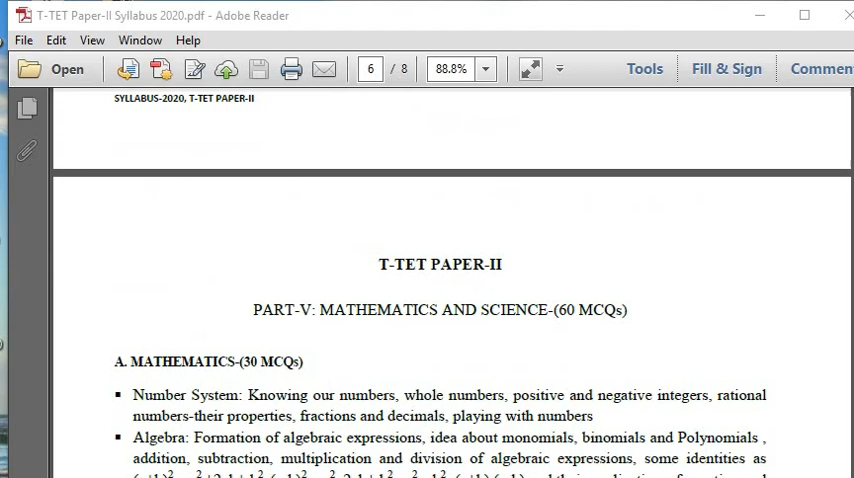 T-TET Paper-II Syllabus 2020.pdf - Adobe Reader
File Edit View Window Help
Open 6 / 8 88.8% Tools Fill & Sign Commen
SYLLABUS-2020, T-TET PAPER-II
T-TET PAPER-II
PART-V: MATHEMATICS AND SCIENCE-(60 MCQs)
A. MATHEMATICS-(30 MCQs)
▪ Number System: Knowing our numbers, whole numbers, positive and negative integers, rational
numbers-their properties, fractions and decimals, playing with numbers
▪ Algebra: Formation of algebraic expressions, idea about monomials, binomials and Polynomials ,
addition, subtraction, multiplication and division of algebraic expressions, some identities as